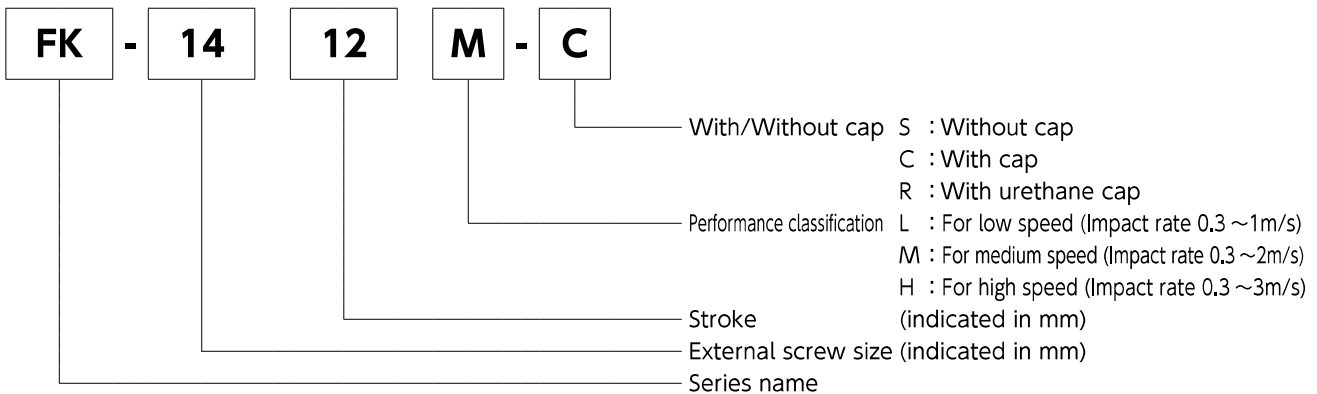 FK - 14 12 M - C
With/Without cap S : Without cap
C : With cap
R : With urethane cap
Performance classification L : For low speed (Impact rate 0.3～1m/s)
M : For medium speed (Impact rate 0.3～2m/s)
H : For high speed (Impact rate 0.3～3m/s)
Stroke (indicated in mm)
External screw size (indicated in mm)
Series name